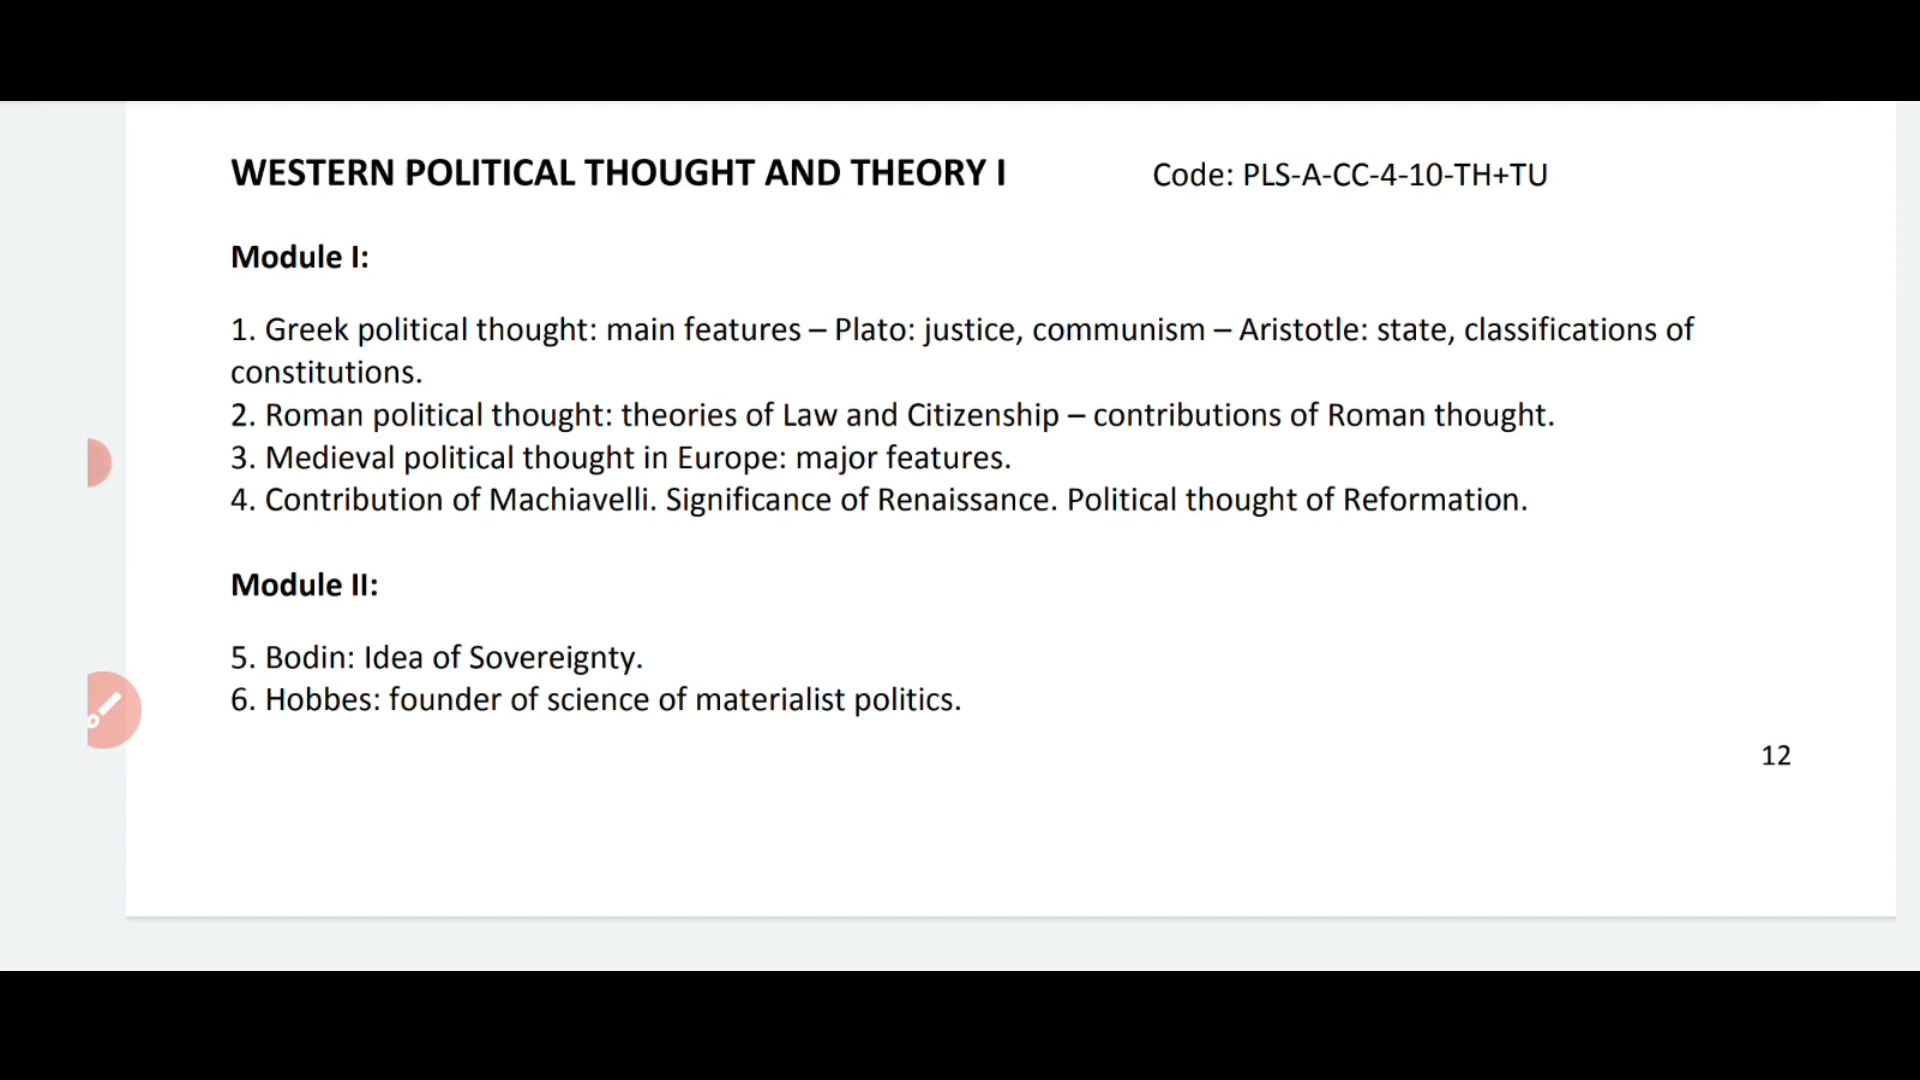 WESTERN POLITICAL THOUGHT AND THEORY I Code: PLS-A-CC-4-10-TH+TU
Module I:
1. Greek political thought: main features – Plato: justice, communism – Aristotle: state, classifications of
constitutions.
2. Roman political thought: theories of Law and Citizenship – contributions of Roman thought.
3. Medieval political thought in Europe: major features.
4. Contribution of Machiavelli. Significance of Renaissance. Political thought of Reformation.
Module II:
5. Bodin: Idea of Sovereignty.
6. Hobbes: founder of science of materialist politics.
12